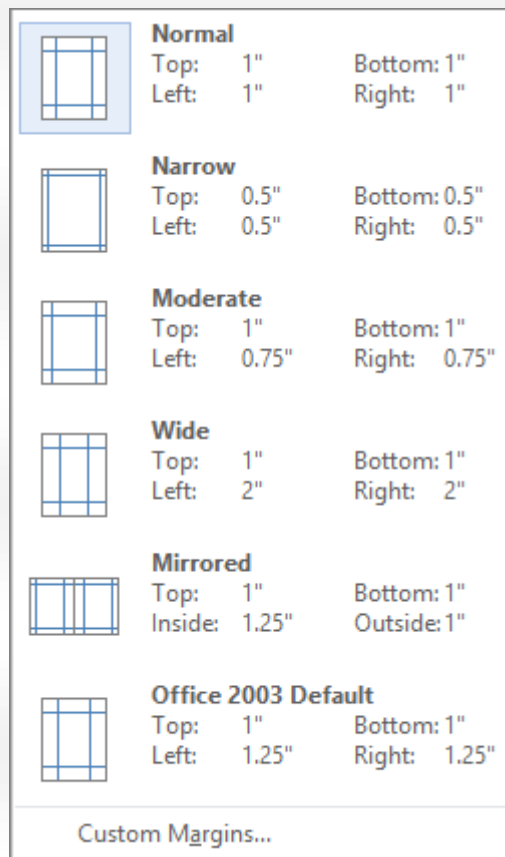 Normal
Top: 1" Bottom: 1"
Left: 1" Right: 1"
Narrow
Top: 0.5" Bottom: 0.5"
Left: 0.5" Right: 0.5"
Moderate
Top: 1" Bottom: 1"
Left: 0.75" Right: 0.75"
Wide
Top: 1" Bottom: 1"
Left: 2" Right: 2"
Mirrored
Top: 1" Bottom: 1"
Inside: 1.25" Outside: 1"
Office 2003 Default
Top: 1" Bottom: 1"
Left: 1.25" Right: 1.25"
Custom Margins...